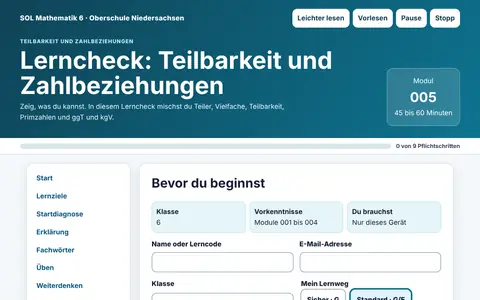 SOL Mathematik 6 · Oberschule Niedersachsen
Leichter lesen
Vorlesen
Pause
Stopp
TEILBARKEIT UND ZAHLBEZIEHUNGEN
Lerncheck: Teilbarkeit und
Zahlbeziehungen
Zeig, was du kannst. In diesem Lerncheck mischst du Teiler, Vielfache, Teilbarkeit,
Primzahlen und ggT und kgV.
Modul
005
45 bis 60 Minuten
0 von 9 Pflichtschritten
Start
Lernziele
Startdiagnose
Erklärung
Fachwörter
Üben
Weiterdenken
Bevor du beginnst
Klasse
6
Vorkenntnisse
Module 001 bis 004
Du brauchst
Nur dieses Gerät
Name oder Lerncode
E-Mail-Adresse
Klasse
Mein Lernweg
Sicher · G
Standard · G/E